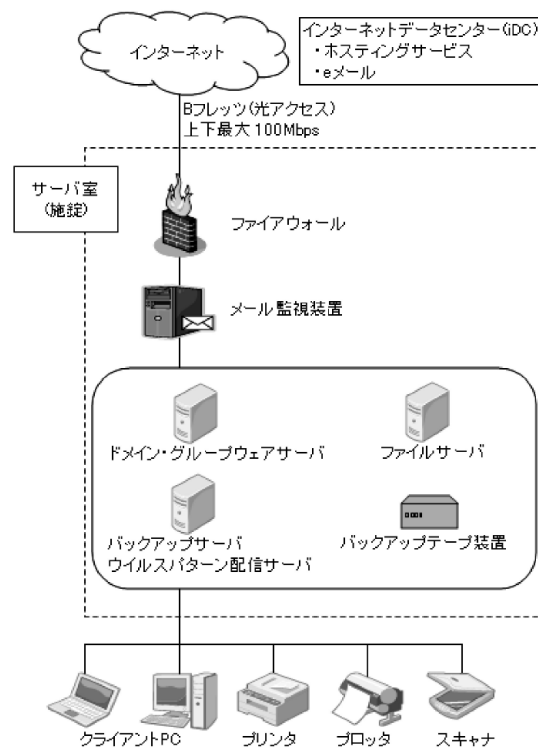 インターネット
インターネットデータセンター(iDC)
・ホスティングサービス
・eメール
Bフレッツ(光アクセス)
上下最大100Mbps
サーバ室
(施錠)
ファイアウォール
メール監視装置
ドメイン・グループウェアサーバ
ファイルサーバ
バックアップサーバ
ウイルスパターン配信サーバ
バックアップテープ装置
クライアントPC
プリンタ
プロッタ
スキャナ